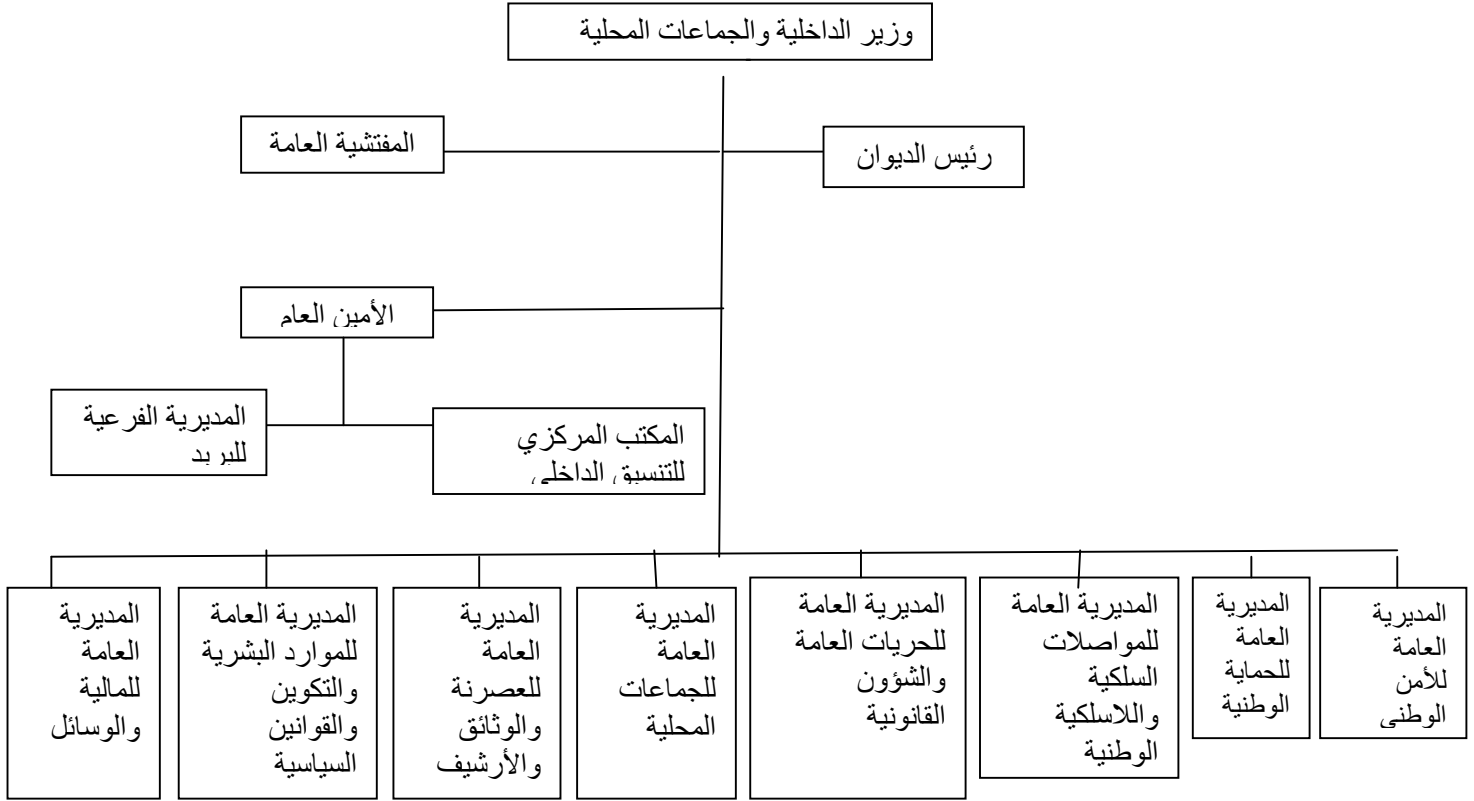 وزير الداخلية والجماعات المحلية
رئيس الديوان
المفتشية العامة
الأمين العام
المكتب المركزي
للتنسيق الداخلي
المديرية الفرعية
للبريد
المديرية
العامة
للأمن
الوطني
المديرية
العامة
للحماية
الوطنية
المديرية العامة
للمواصلات
السلكية
واللاسلكية
الوطنية
المديرية العامة
للحريات العامة
والشؤون
القانونية
المديرية
العامة
للجماعات
المحلية
المديرية
العامة
للعصرنة
والوثائق
والأرشيف
المديرية العامة
للموارد البشرية
والتكوين
والقوانين
السياسية
المديرية
العامة
للمالية
والوسائل